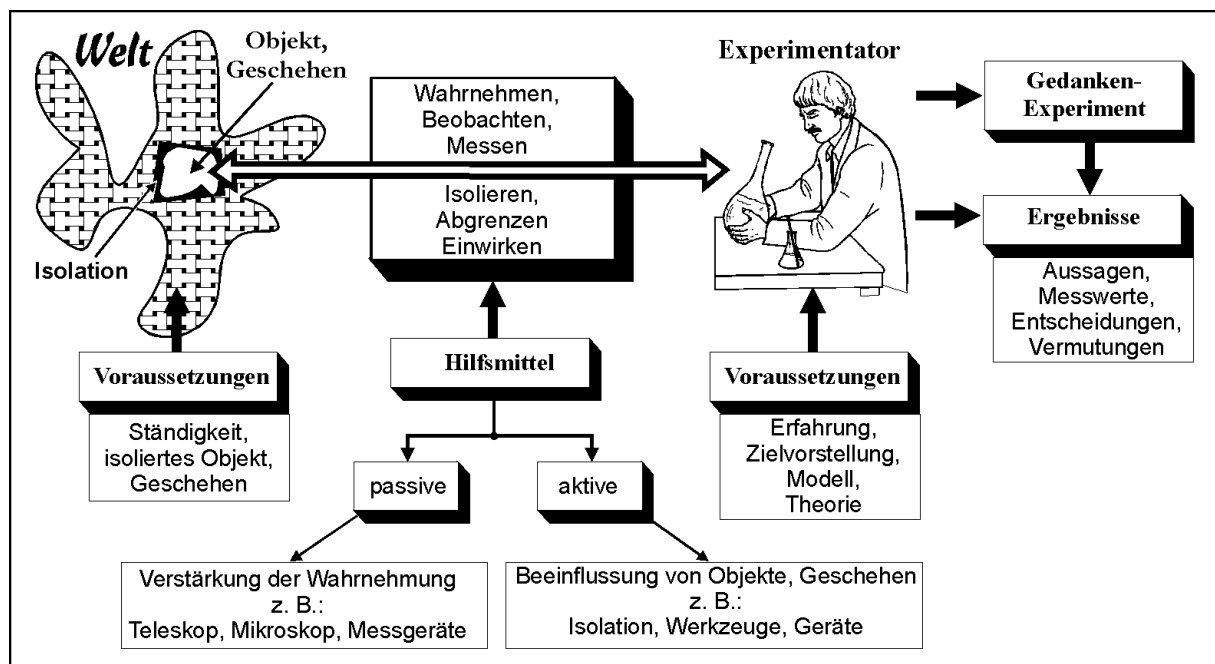 Welt
Objekt,
Geschehen
Isolation
Voraussetzungen
Ständigkeit,
isoliertes Objekt,
Geschehen
Wahrnehmen,
Beobachten,
Messen
Isolieren,
Abgrenzen
Einwirken
Hilfsmittel
passive
aktive
Verstärkung der Wahrnehmung
z. B.:
Teleskop, Mikroskop, Messgeräte
Beeinflussung von Objekte, Geschehen
z. B.:
Isolation, Werkzeuge, Geräte
Experimentator
Voraussetzungen
Erfahrung,
Zielvorstellung,
Modell,
Theorie
Gedanken-
Experiment
Ergebnisse
Aussagen,
Messwerte,
Entscheidungen,
Vermutungen